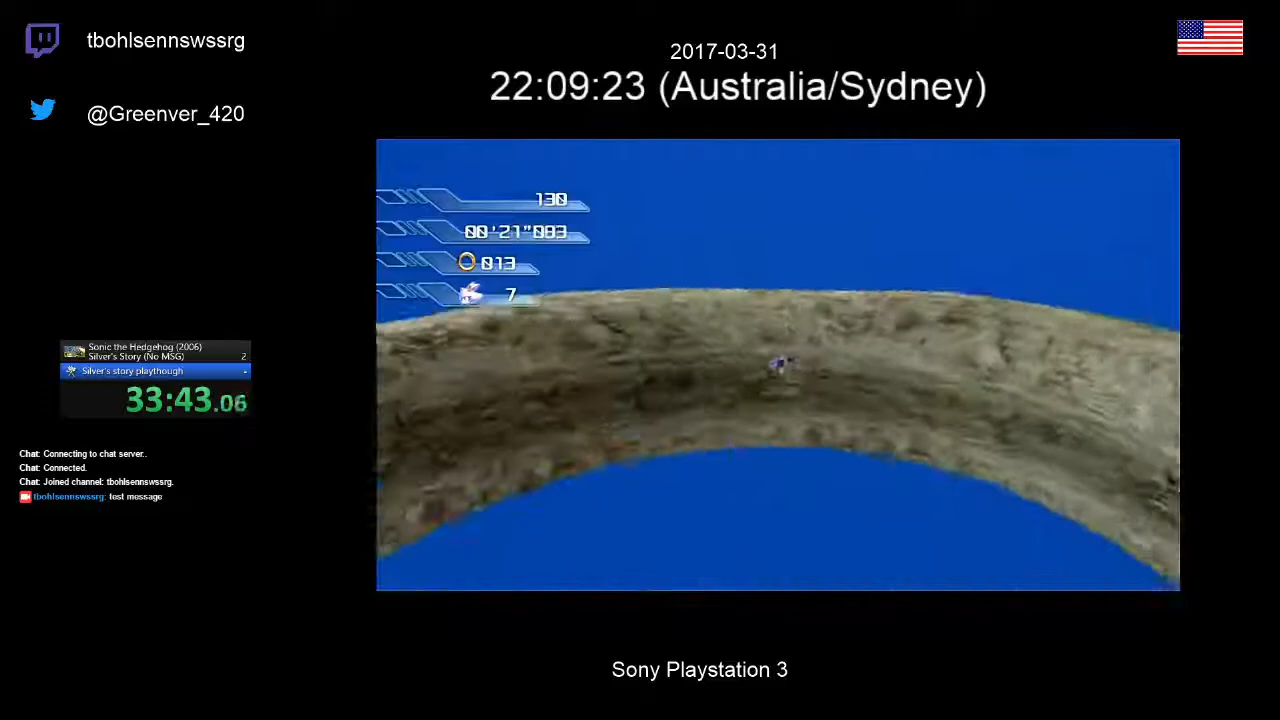 tbohlsennswssrg
@Greenver_420
2017-03-31
22:09:23 (Australia/Sydney)
130
00'21"083
013
7
Sonic the Hedgehog (2006)
Silver's Story (No MSG) 2
Silver's story playthough -
33:43.06
Chat: Connecting to chat server..
Chat: Connected.
Chat: Joined channel: tbohlsennswssrg.
tbohlsennswssrg: test message
Sony Playstation 3